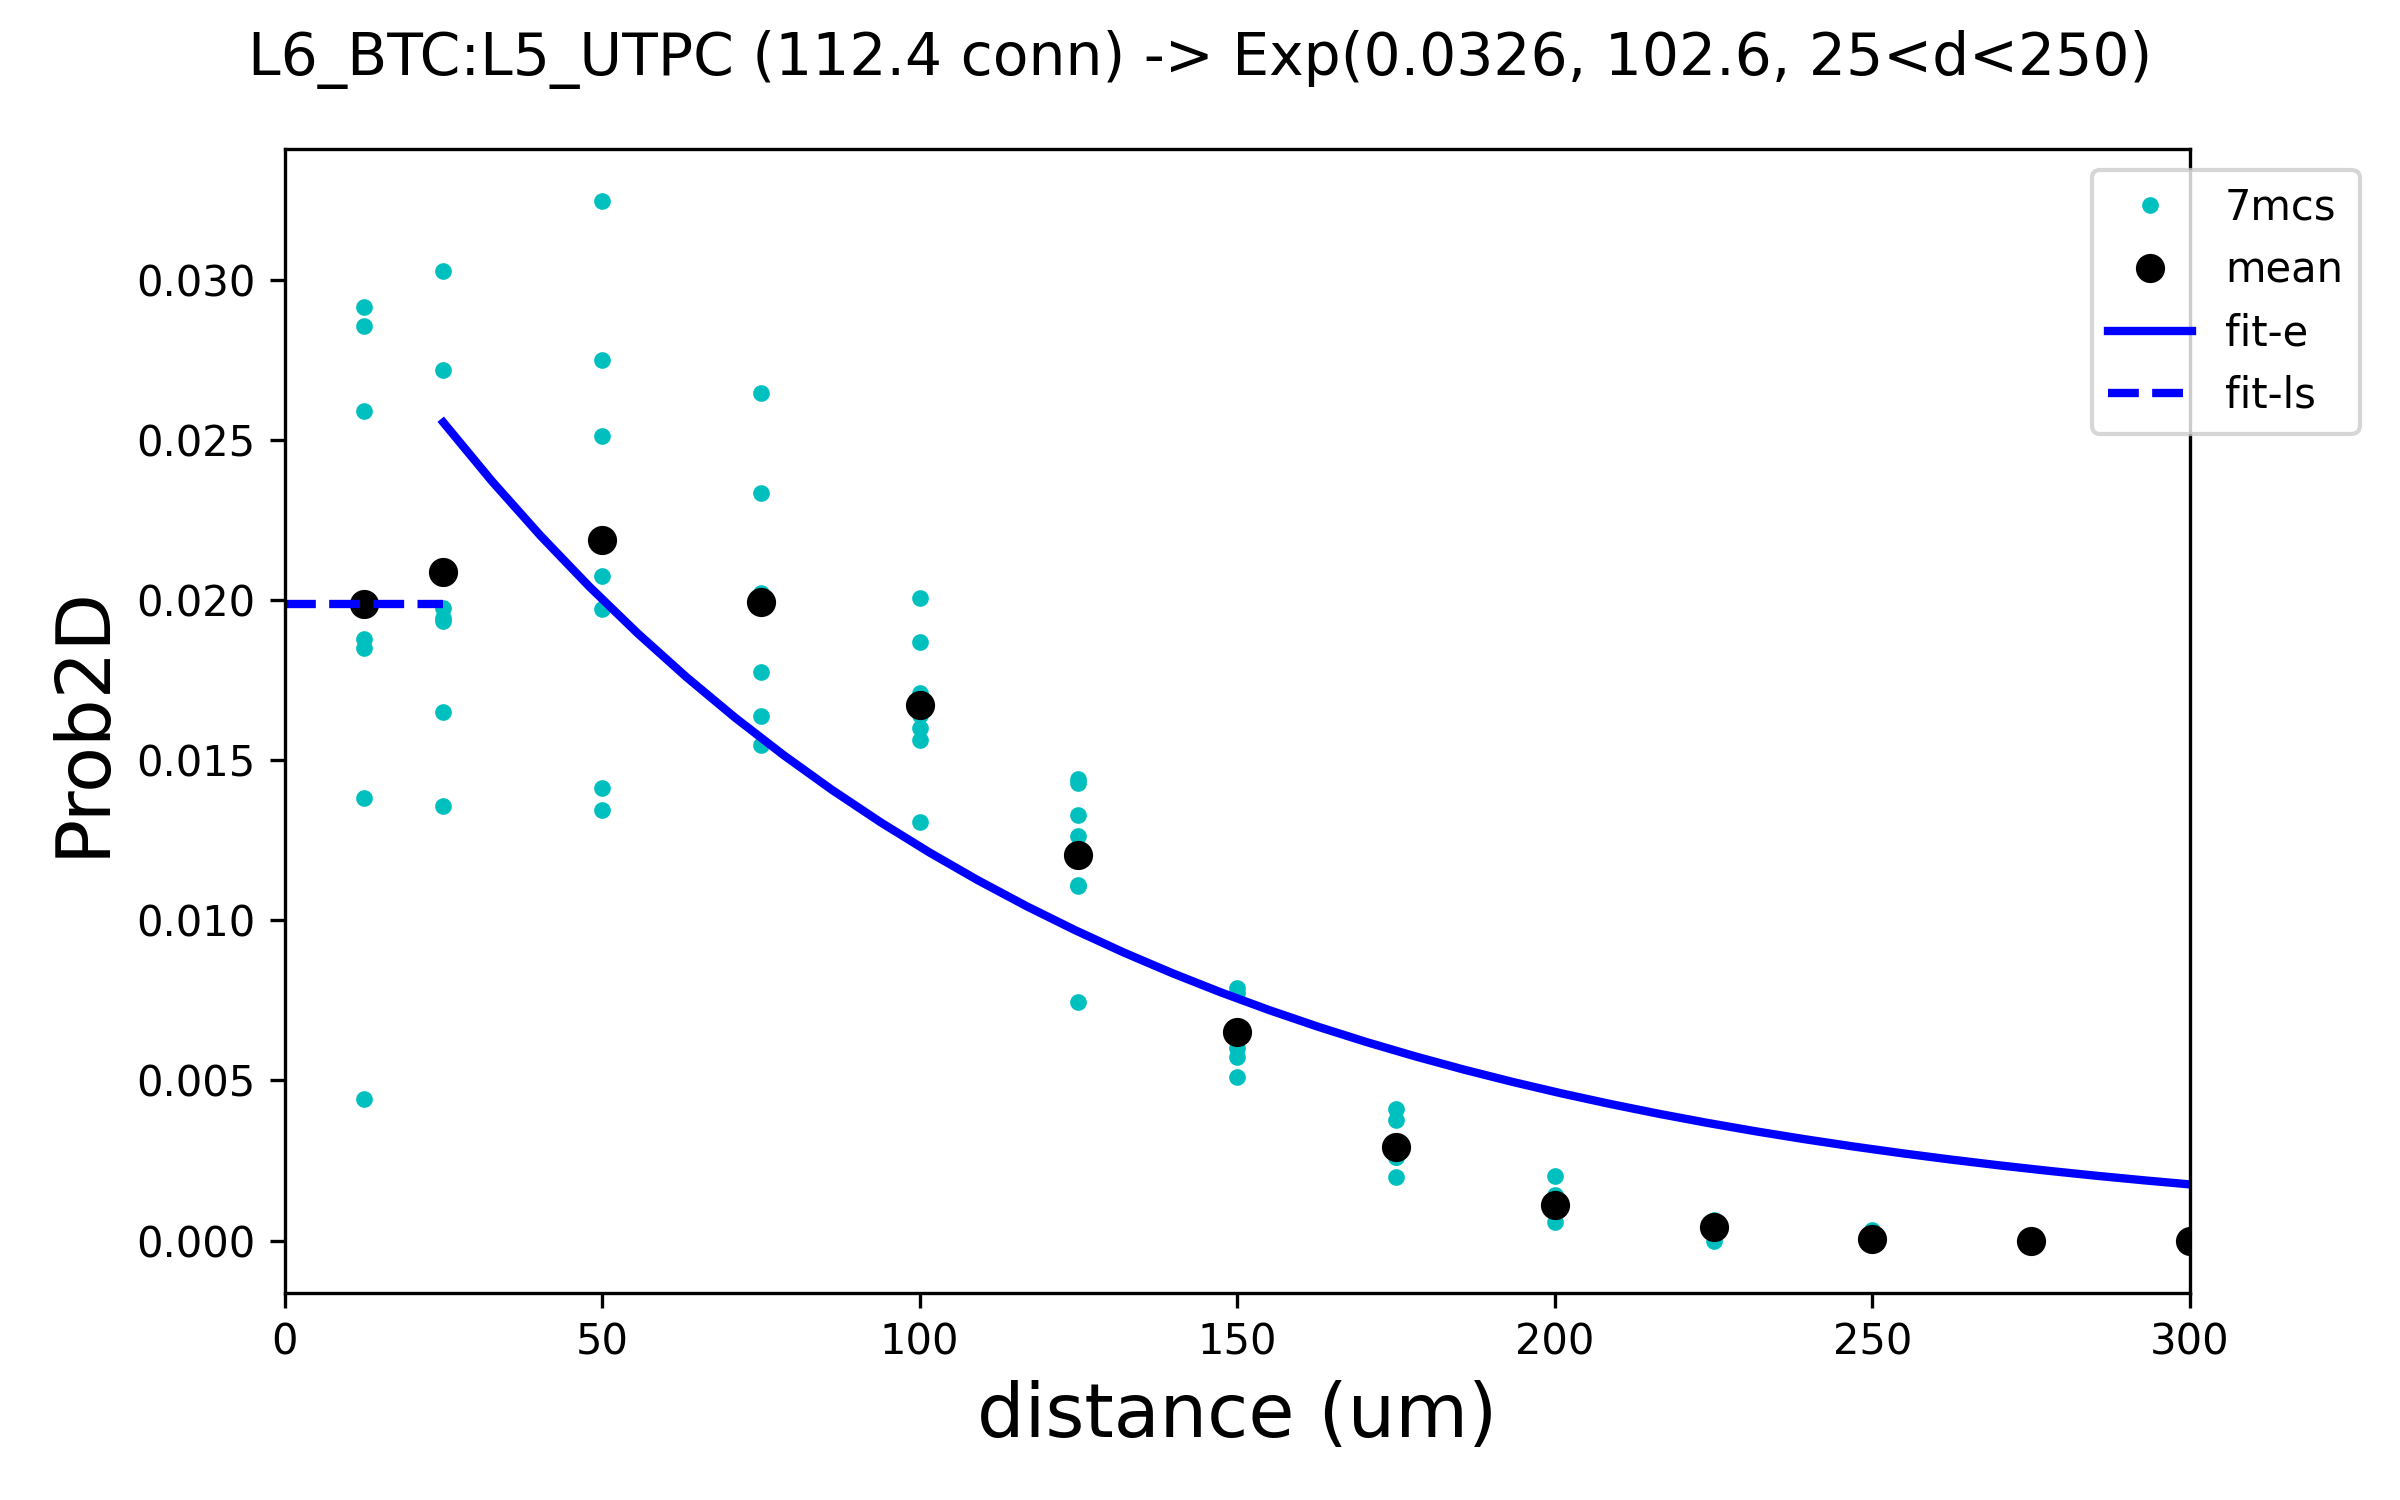 L6_BTC:L5_UTPC (112.4 conn) -> Exp(0.0326, 102.6, 25<d<250)
7mcs
mean
fit-e
fit-ls
Prob2D
0.030
0.025
0.020
0.015
0.010
0.005
0.000
0 50 100 150 200 250 300
distance (um)